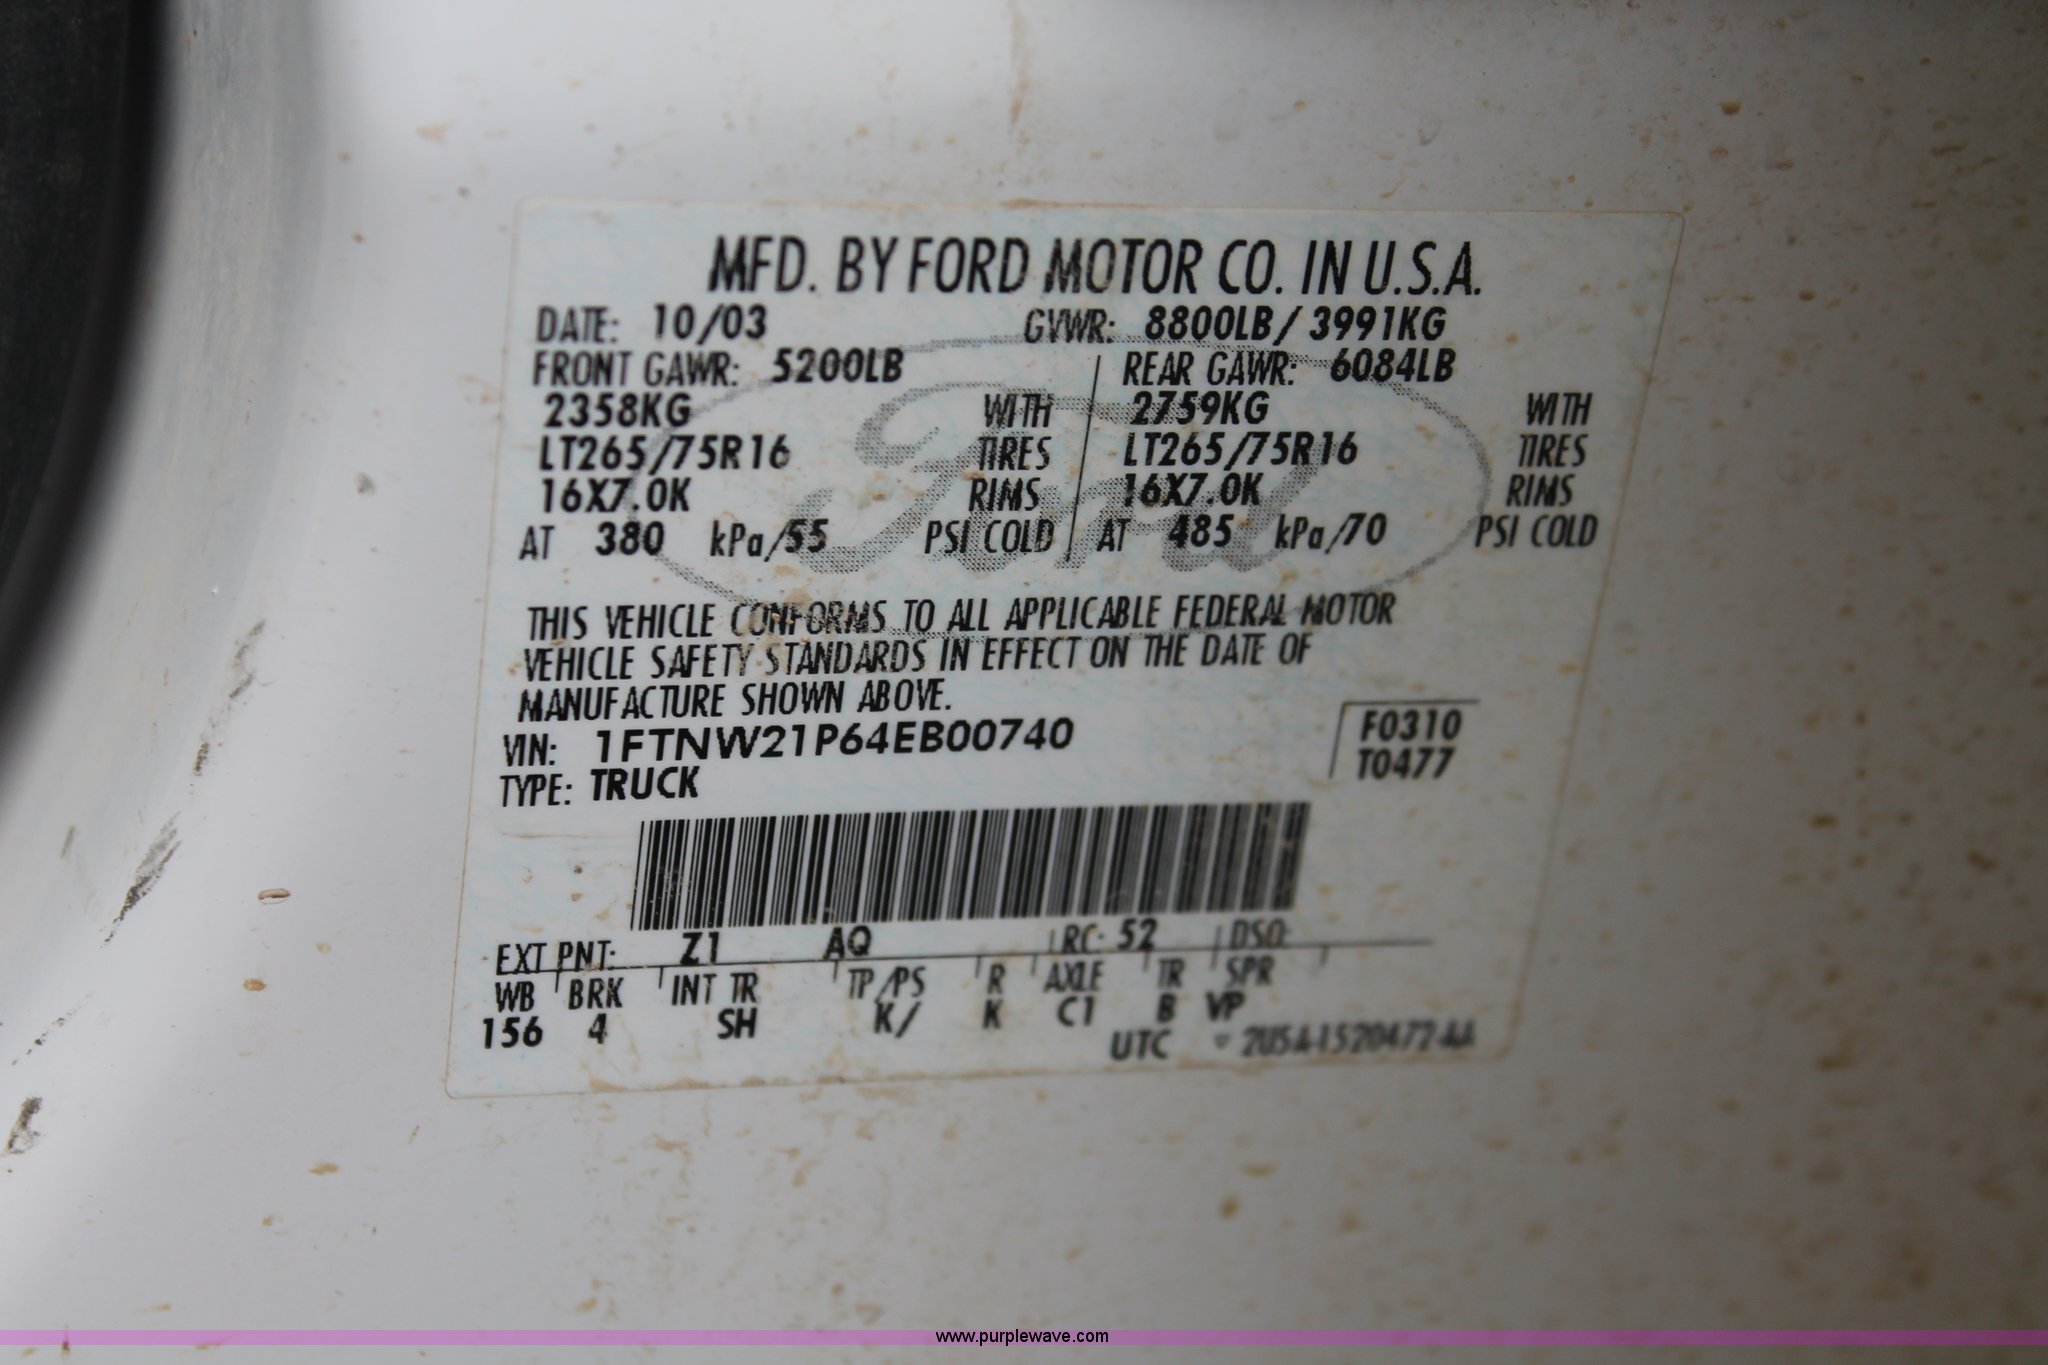 MFD. BY FORD MOTOR CO. IN U.S.A.
DATE: 10/03 GVWR: 8800LB/ 3991KG
FRONT GAWR: 5200LB REAR GAWR: 6084LB
2358KG WITH 2759KG WITH
LT265/75R16 TIRES LT265/75R16 TIRES
16X7.0K RIMS 16X7.0K RIMS
AT 380 kPa/55 PSI COLD AT 485 kPa/70 PSI COLD
Ford
THIS VEHICLE CONFORMS TO ALL APPLICABLE FEDERAL MOTOR
VEHICLE SAFETY STANDARDS IN EFFECT ON THE DATE OF
MANUFACTURE SHOWN ABOVE.
VIN: 1FTNW21P64EB00740 F0310
TYPE: TRUCK T0477
EXT PNT: Z1 AQ RC: 52 DSO:
WB BRK INT TR TP/PS R AXLE TR SPR
156 4 SH K/ K C1 B VP
UTC 2U5A-1520472-AA
www.purplewave.com